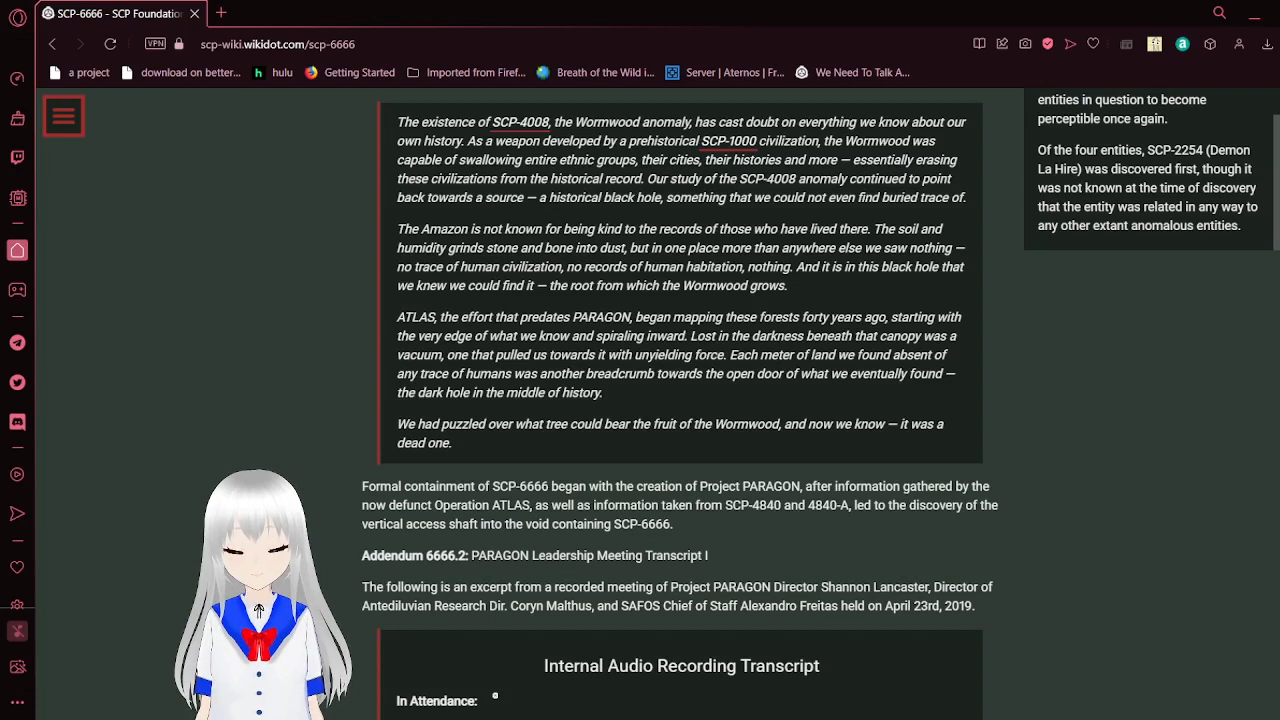 SCP-6666 - SCP Foundation
VPN
scp-wiki.wikidot.com/scp-6666
a project
download on better...
hulu
Getting Started
Imported from Firef...
Breath of the Wild i...
Server | Aternos | Fr...
We Need To Talk A...
The existence of SCP-4008, the Wormwood anomaly, has cast doubt on everything we know about our
own history. As a weapon developed by a prehistorical SCP-1000 civilization, the Wormwood was
capable of swallowing entire ethnic groups, their cities, their histories and more — essentially erasing
these civilizations from the historical record. Our study of the SCP-4008 anomaly continued to point
back towards a source — a historical black hole, something that we could not even find buried trace of.
The Amazon is not known for being kind to the records of those who have lived there. The soil and
humidity grinds stone and bone into dust, but in one place more than anywhere else we saw nothing —
no trace of human civilization, no records of human habitation, nothing. And it is in this black hole that
we knew we could find it — the root from which the Wormwood grows.
ATLAS, the effort that predates PARAGON, began mapping these forests forty years ago, starting with
the very edge of what we know and spiraling inward. Lost in the darkness beneath that canopy was a
vacuum, one that pulled us towards it with unyielding force. Each meter of land we found absent of
any trace of humans was another breadcrumb towards the open door of what we eventually found —
the dark hole in the middle of history.
We had puzzled over what tree could bear the fruit of the Wormwood, and now we know — it was a
dead one.
Formal containment of SCP-6666 began with the creation of Project PARAGON, after information gathered by the
now defunct Operation ATLAS, as well as information taken from SCP-4840 and 4840-A, led to the discovery of the
vertical access shaft into the void containing SCP-6666.
Addendum 6666.2: PARAGON Leadership Meeting Transcript I
The following is an excerpt from a recorded meeting of Project PARAGON Director Shannon Lancaster, Director of
Antediluvian Research Dir. Coryn Malthus, and SAFOS Chief of Staff Alexandro Freitas held on April 23rd, 2019.
Internal Audio Recording Transcript
In Attendance:
entities in question to become
perceptible once again.
Of the four entities, SCP-2254 (Demon
La Hire) was discovered first, though it
was not known at the time of discovery
that the entity was related in any way to
any other extant anomalous entities.